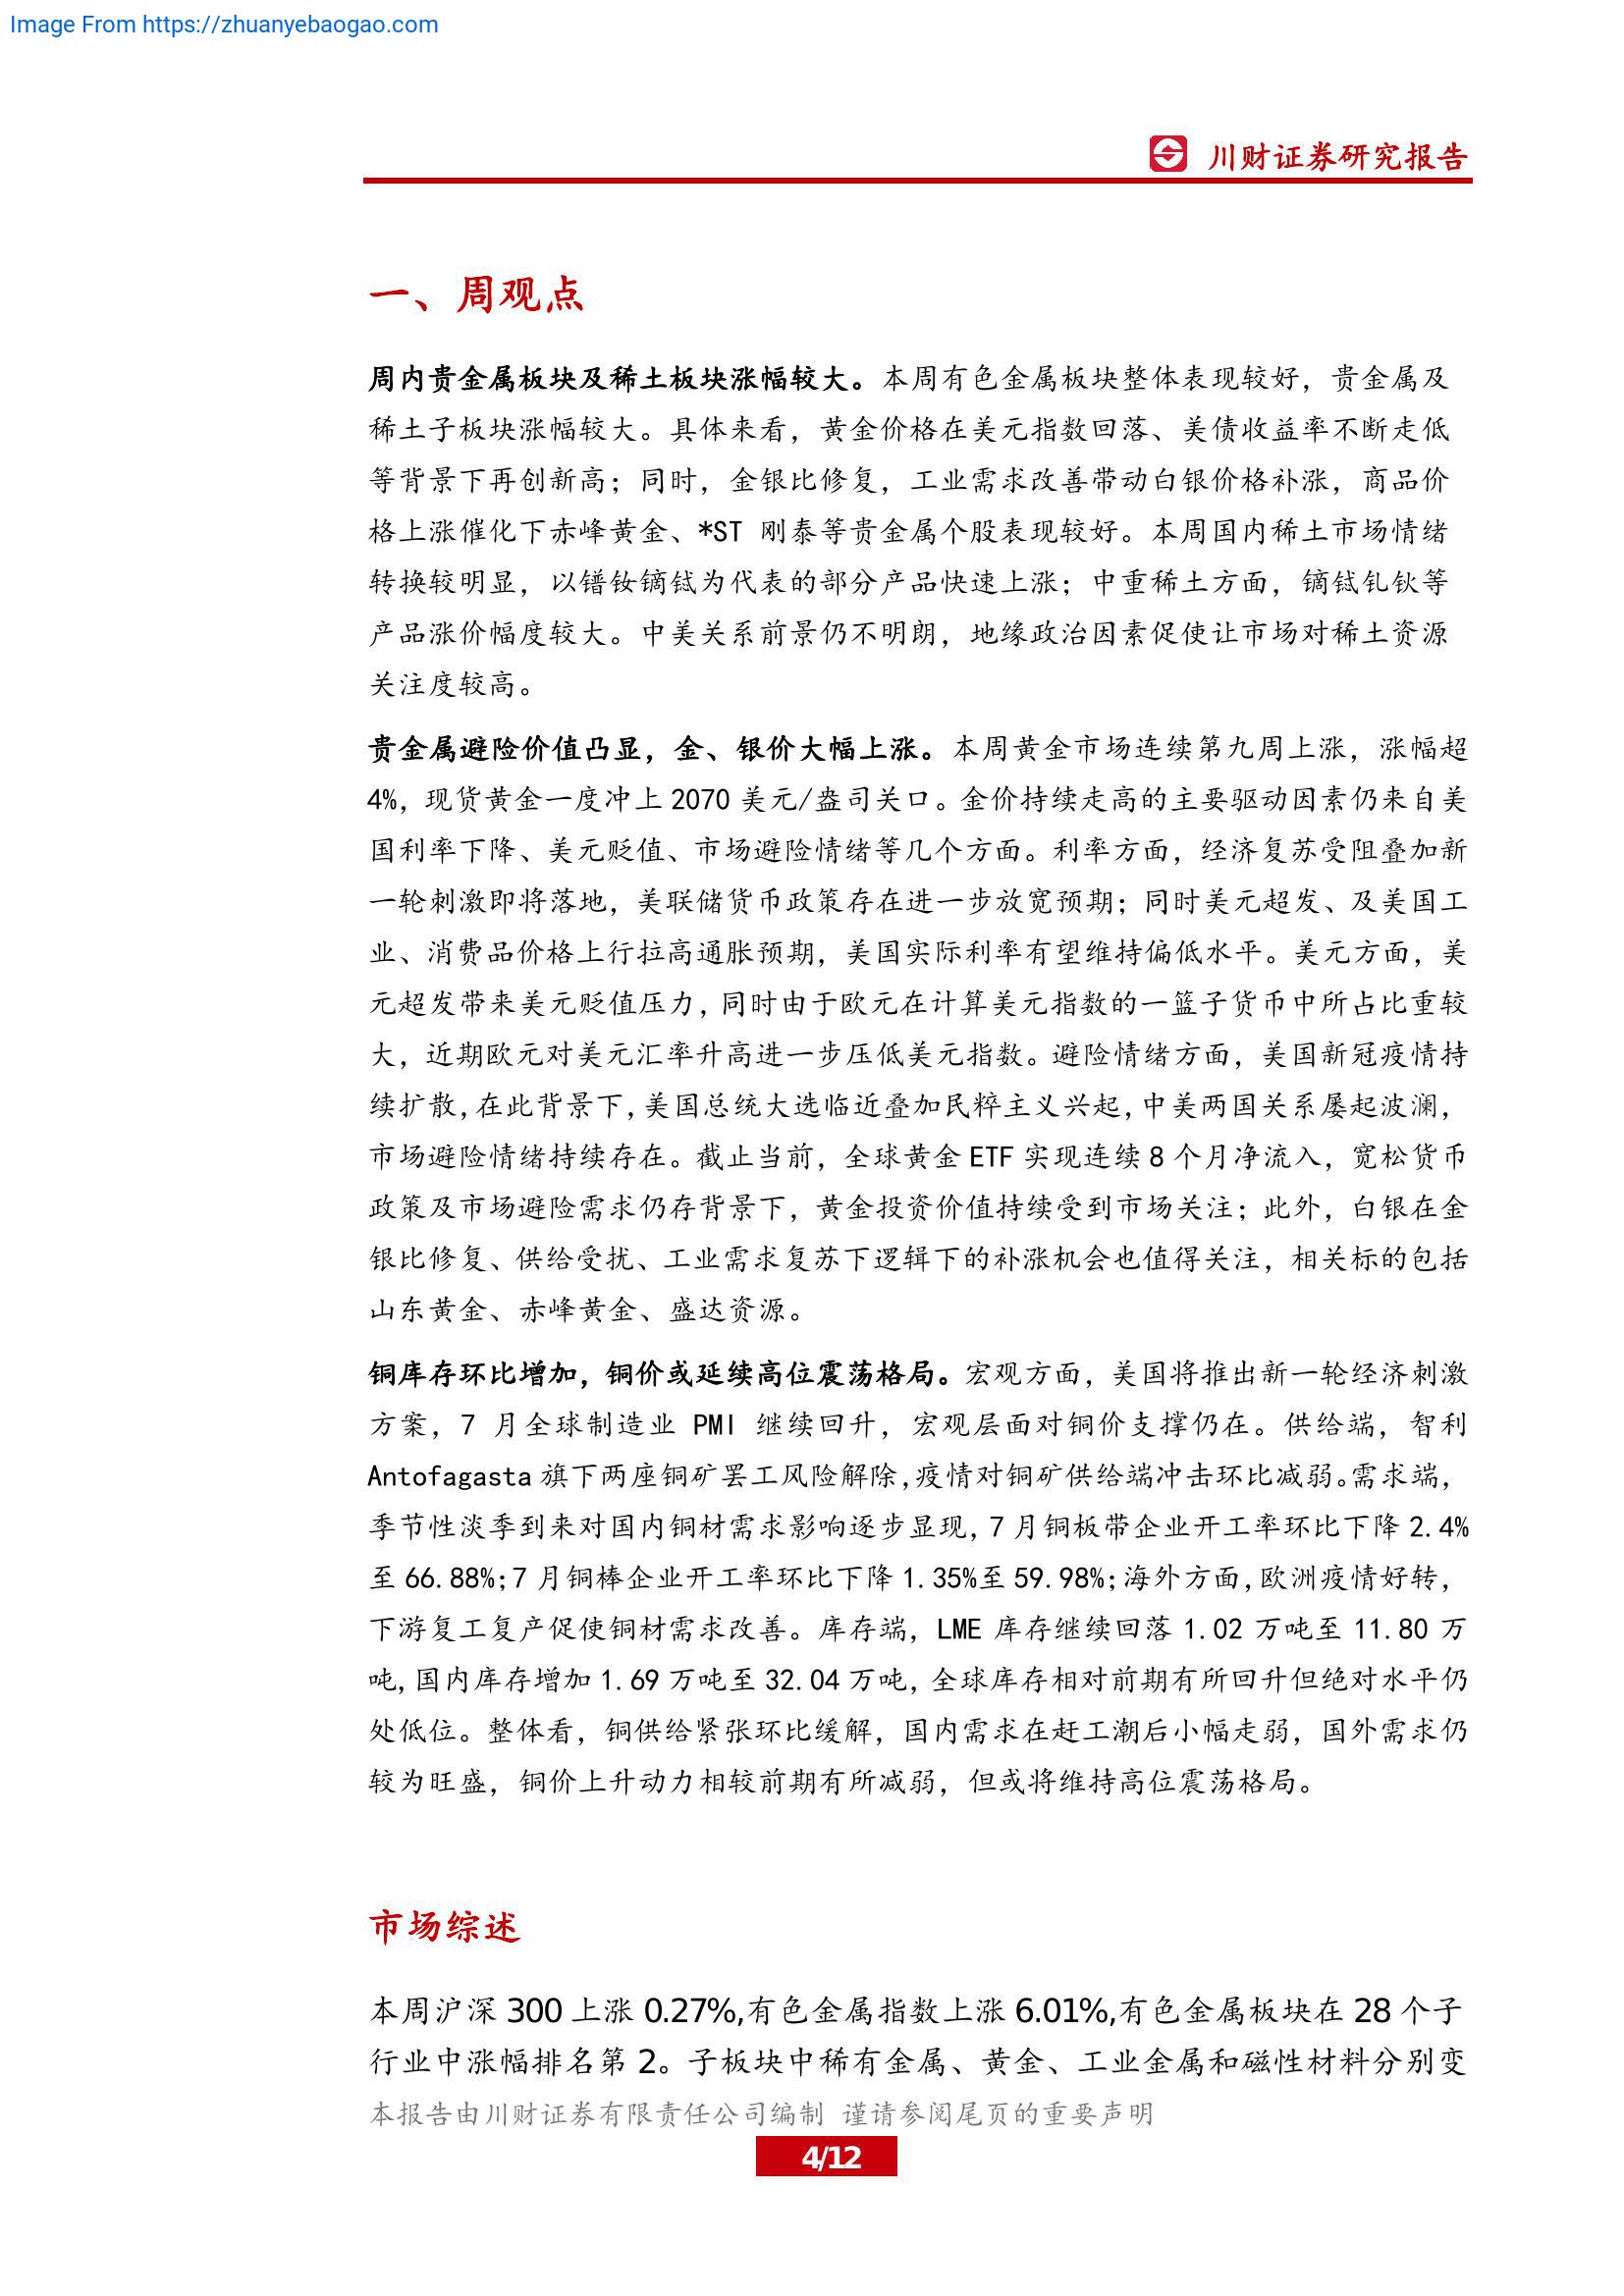 Image From https://zhuanyebaogao.com
川财证券研究报告
一、周观点
周内贵金属板块及稀土板块涨幅较大。本周有色金属板块整体表现较好，贵金属及
稀土子板块涨幅较大。具体来看，黄金价格在美元指数回落、美债收益率不断走低
等背景下再创新高；同时，金银比修复，工业需求改善带动白银价格补涨，商品价
格上涨催化下赤峰黄金、*ST 刚泰等贵金属个股表现较好。本周国内稀土市场情绪
转换较明显，以镨钕镝铽为代表的部分产品快速上涨；中重稀土方面，镝铽钆钬等
产品涨价幅度较大。中美关系前景仍不明朗，地缘政治因素促使让市场对稀土资源
关注度较高。
贵金属避险价值凸显，金、银价大幅上涨。本周黄金市场连续第九周上涨，涨幅超
4%，现货黄金一度冲上 2070 美元/盎司关口。金价持续走高的主要驱动因素仍来自美
国利率下降、美元贬值、市场避险情绪等几个方面。利率方面，经济复苏受阻叠加新
一轮刺激即将落地，美联储货币政策存在进一步放宽预期；同时美元超发、及美国工
业、消费品价格上行拉高通胀预期，美国实际利率有望维持偏低水平。美元方面，美
元超发带来美元贬值压力，同时由于欧元在计算美元指数的一篮子货币中所占比重较
大，近期欧元对美元汇率升高进一步压低美元指数。避险情绪方面，美国新冠疫情持
续扩散，在此背景下，美国总统大选临近叠加民粹主义兴起，中美两国关系屡起波澜，
市场避险情绪持续存在。截止当前，全球黄金 ETF 实现连续 8 个月净流入，宽松货币
政策及市场避险需求仍存背景下，黄金投资价值持续受到市场关注；此外，白银在金
银比修复、供给受扰、工业需求复苏下逻辑下的补涨机会也值得关注，相关标的包括
山东黄金、赤峰黄金、盛达资源。
铜库存环比增加，铜价或延续高位震荡格局。宏观方面，美国将推出新一轮经济刺激
方案，7 月全球制造业 PMI 继续回升，宏观层面对铜价支撑仍在。供给端，智利
Antofagasta 旗下两座铜矿罢工风险解除，疫情对铜矿供给端冲击环比减弱。需求端，
季节性淡季到来对国内铜材需求影响逐步显现，7 月铜板带企业开工率环比下降 2.4%
至 66.88%；7 月铜棒企业开工率环比下降 1.35%至 59.98%；海外方面，欧洲疫情好转，
下游复工复产促使铜材需求改善。库存端，LME 库存继续回落 1.02 万吨至 11.80 万
吨，国内库存增加 1.69 万吨至 32.04 万吨，全球库存相对前期有所回升但绝对水平仍
处低位。整体看，铜供给紧张环比缓解，国内需求在赶工潮后小幅走弱，国外需求仍
较为旺盛，铜价上升动力相较前期有所减弱，但或将维持高位震荡格局。
市场综述
本周沪深 300 上涨 0.27%,有色金属指数上涨 6.01%,有色金属板块在 28 个子
行业中涨幅排名第 2。子板块中稀有金属、黄金、工业金属和磁性材料分别变
本报告由川财证券有限责任公司编制 谨请参阅尾页的重要声明
4/12